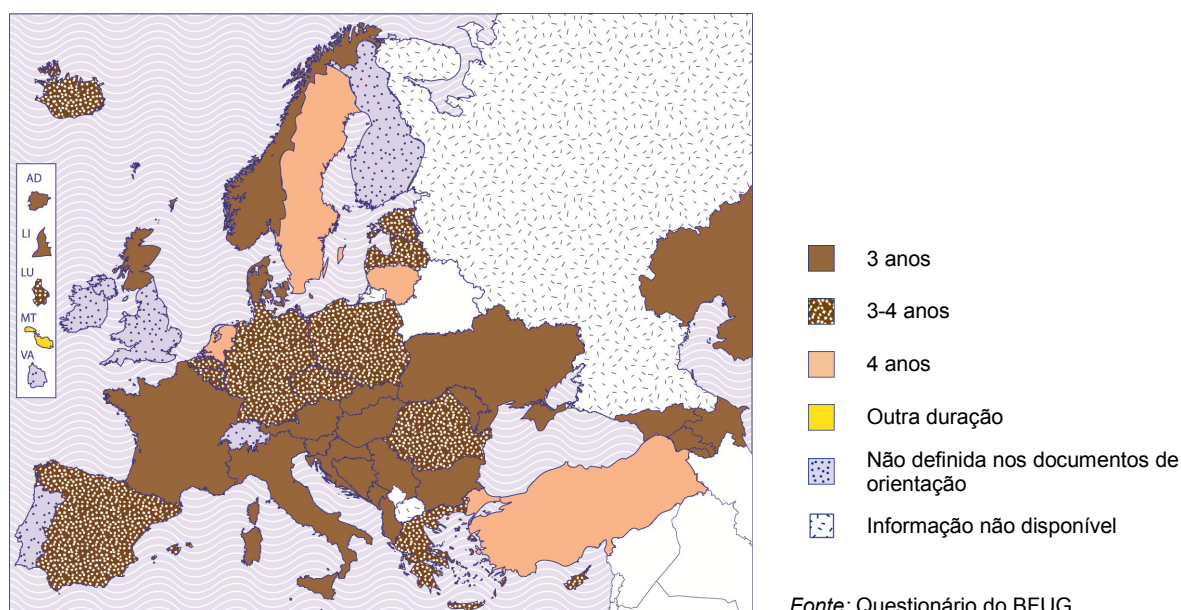 AD
LI
LU
MT
VA
3 anos
3-4 anos
4 anos
Outra duração
Não definida nos documentos de
orientação
Informação não disponível
Fonte: Questionário do BFUG